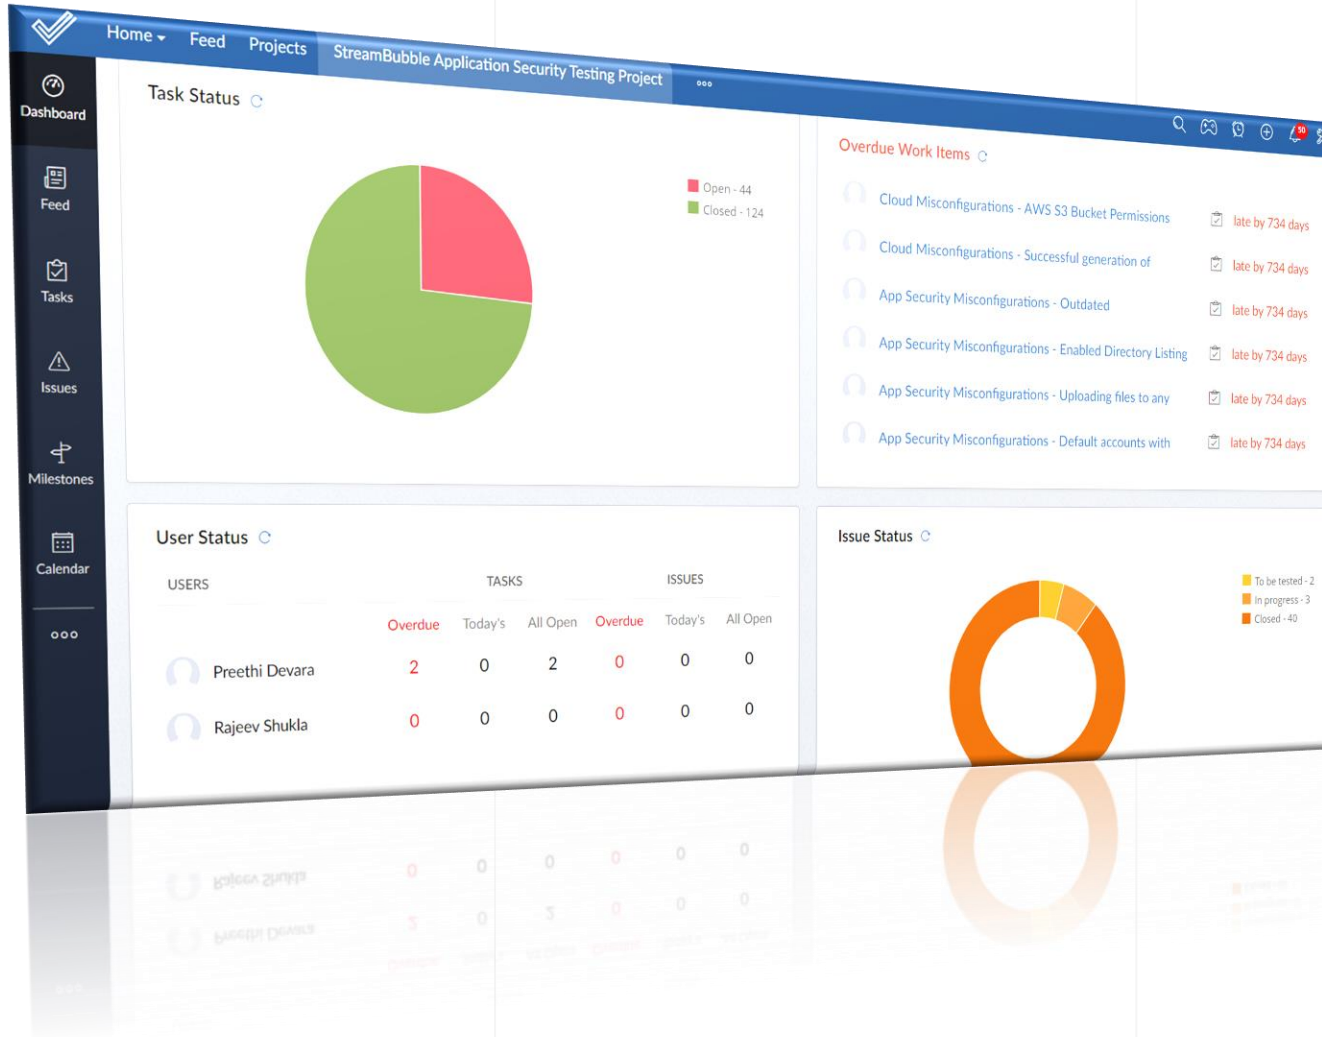 Home Feed Projects StreamBubble Application Security Testing Project
50
Dashboard
Feed
Tasks
Issues
Milestones
Calendar
Task Status
Open - 44
Closed - 124
Overdue Work Items
Cloud Misconfigurations - AWS S3 Bucket Permissions late by 734 days
Cloud Misconfigurations - Successful generation of late by 734 days
App Security Misconfigurations - Outdated late by 734 days
App Security Misconfigurations - Enabled Directory Listing late by 734 days
App Security Misconfigurations - Uploading files to any late by 734 days
App Security Misconfigurations - Default accounts with late by 734 days
User Status
USERS TASKS ISSUES
Overdue Today's All Open Overdue Today's All Open
Preethi Devara 2 0 2 0 0 0
Rajeev Shukla 0 0 0 0 0 0
Issue Status
To be tested - 2
In progress - 3
Closed - 40